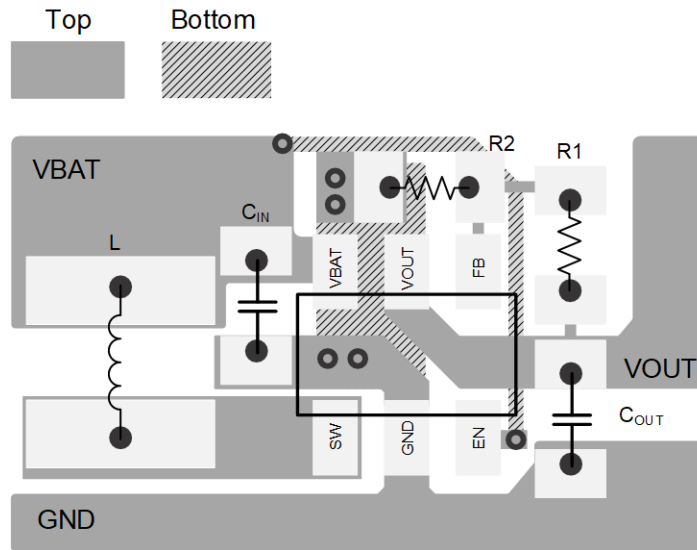 Top
Bottom
VBAT
R2
R1
CIN
L
VBAT
VOUT
FB
VOUT
COUT
SW
GND
EN
GND